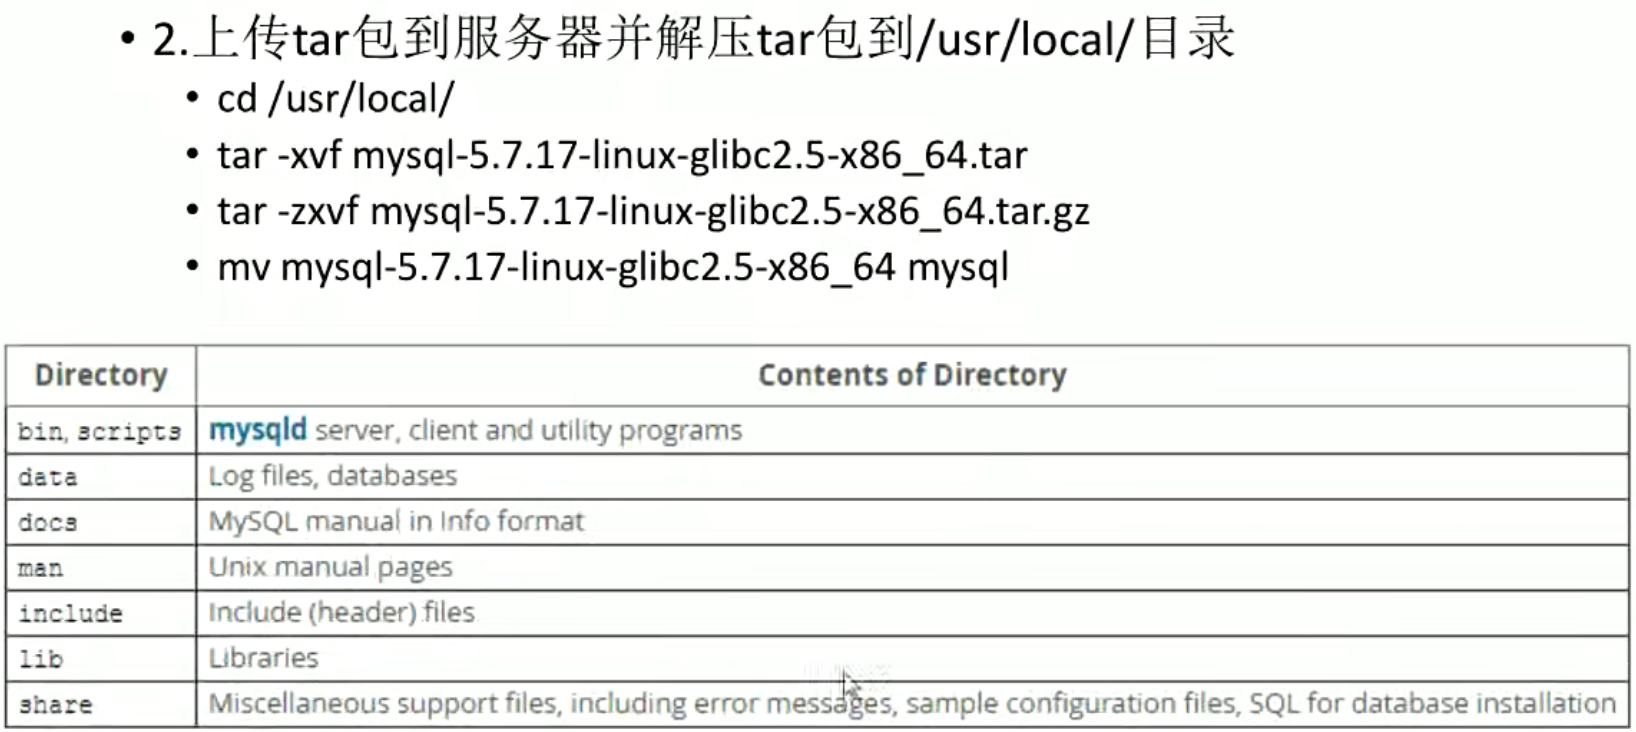 • 2.上传tar包到服务器并解压tar包到/usr/local/目录
• cd /usr/local/
• tar -xvf mysql-5.7.17-linux-glibc2.5-x86_64.tar
• tar -zxvf mysql-5.7.17-linux-glibc2.5-x86_64.tar.gz
• mv mysql-5.7.17-linux-glibc2.5-x86_64 mysql
Directory Contents of Directory
bin, scripts mysqld server, client and utility programs
data Log files, databases
docs MySQL manual in Info format
man Unix manual pages
include Include (header) files
lib Libraries
share Miscellaneous support files, including error messages, sample configuration files, SQL for database installation